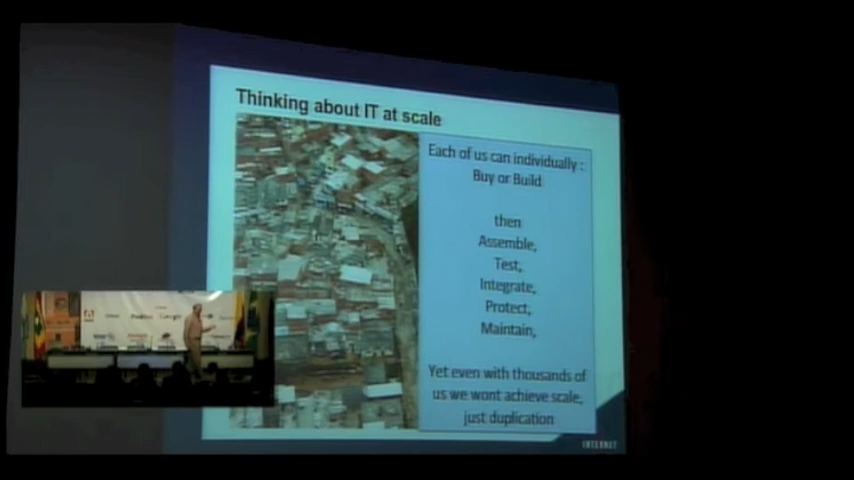 Thinking about IT at scale
Each of us can individually :
Buy or Build
then
Assemble,
Test,
Integrate,
Protect,
Maintain,
Yet even with thousands of
us we wont achieve scale,
just duplication
INTERNET